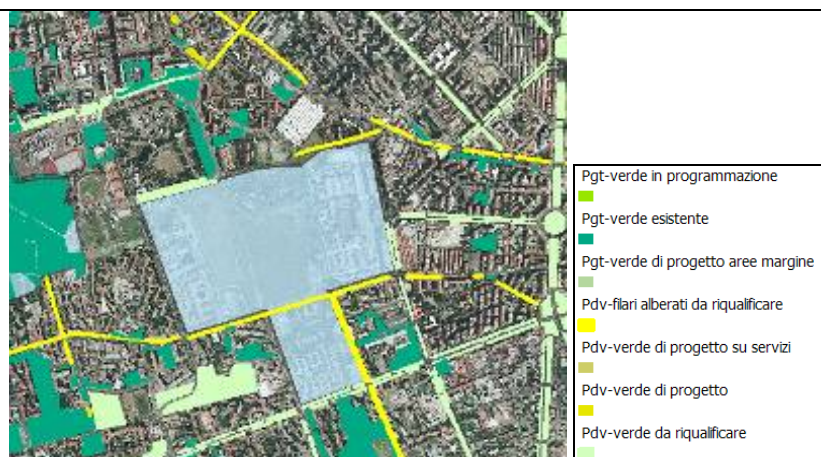 Pgt-verde in programmazione
Pgt-verde esistente
Pgt-verde di progetto aree margine
Pdv-filari alberati da riqualificare
Pdv-verde di progetto su servizi
Pdv-verde di progetto
Pdv-verde da riqualificare